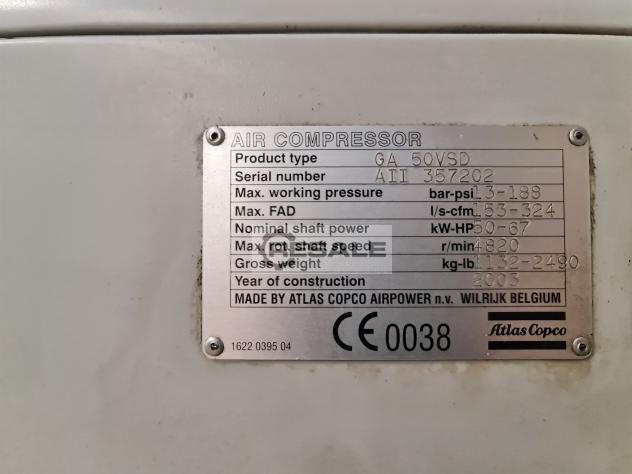 AIR COMPRESSOR
Product type GA 50VSD
Serial number AII 357202
Max. working pressure bar-psi 13-188
Max. FAD l/s-cfm 153-324
Nominal shaft power kW-HP 50-67
Max. rot. shaft speed r/min 4820
Gross weight kg-lb 1132-2490
Year of construction 2003
MADE BY ATLAS COPCO AIRPOWER n.v. WILRIJK BELGIUM
1622 0395 04 CE 0038 Atlas Copco
RESALE